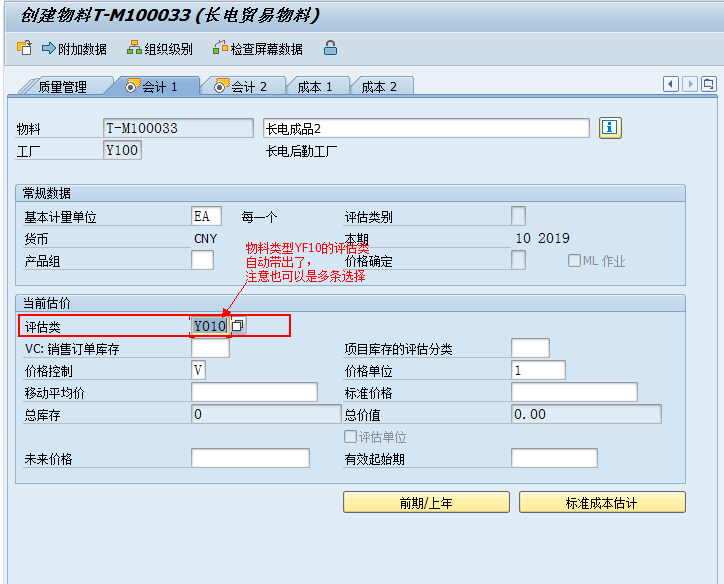 创建物料T-M100033 (长电贸易物料)
附加数据 组织级别 检查屏幕数据
质量管理 会计 1 会计 2 成本 1 成本 2
物料 T-M100033 长电成品2
工厂 Y100 长电后勤工厂
常规数据
基本计量单位 EA 每一个 评估类别
货币 CNY 本期 10 2019
物料类型YF10的评估类
自动带出了，
注意也可以是多条选择
产品组 价格确定 ML 作业
当前估价
评估类 Y010
VC: 销售订单库存 项目库存的评估分类
价格控制 V 价格单位 1
移动平均价 标准价格
总库存 0 总价值 0.00
评估单位
未来价格 有效起始期
前期/上年 标准成本估计